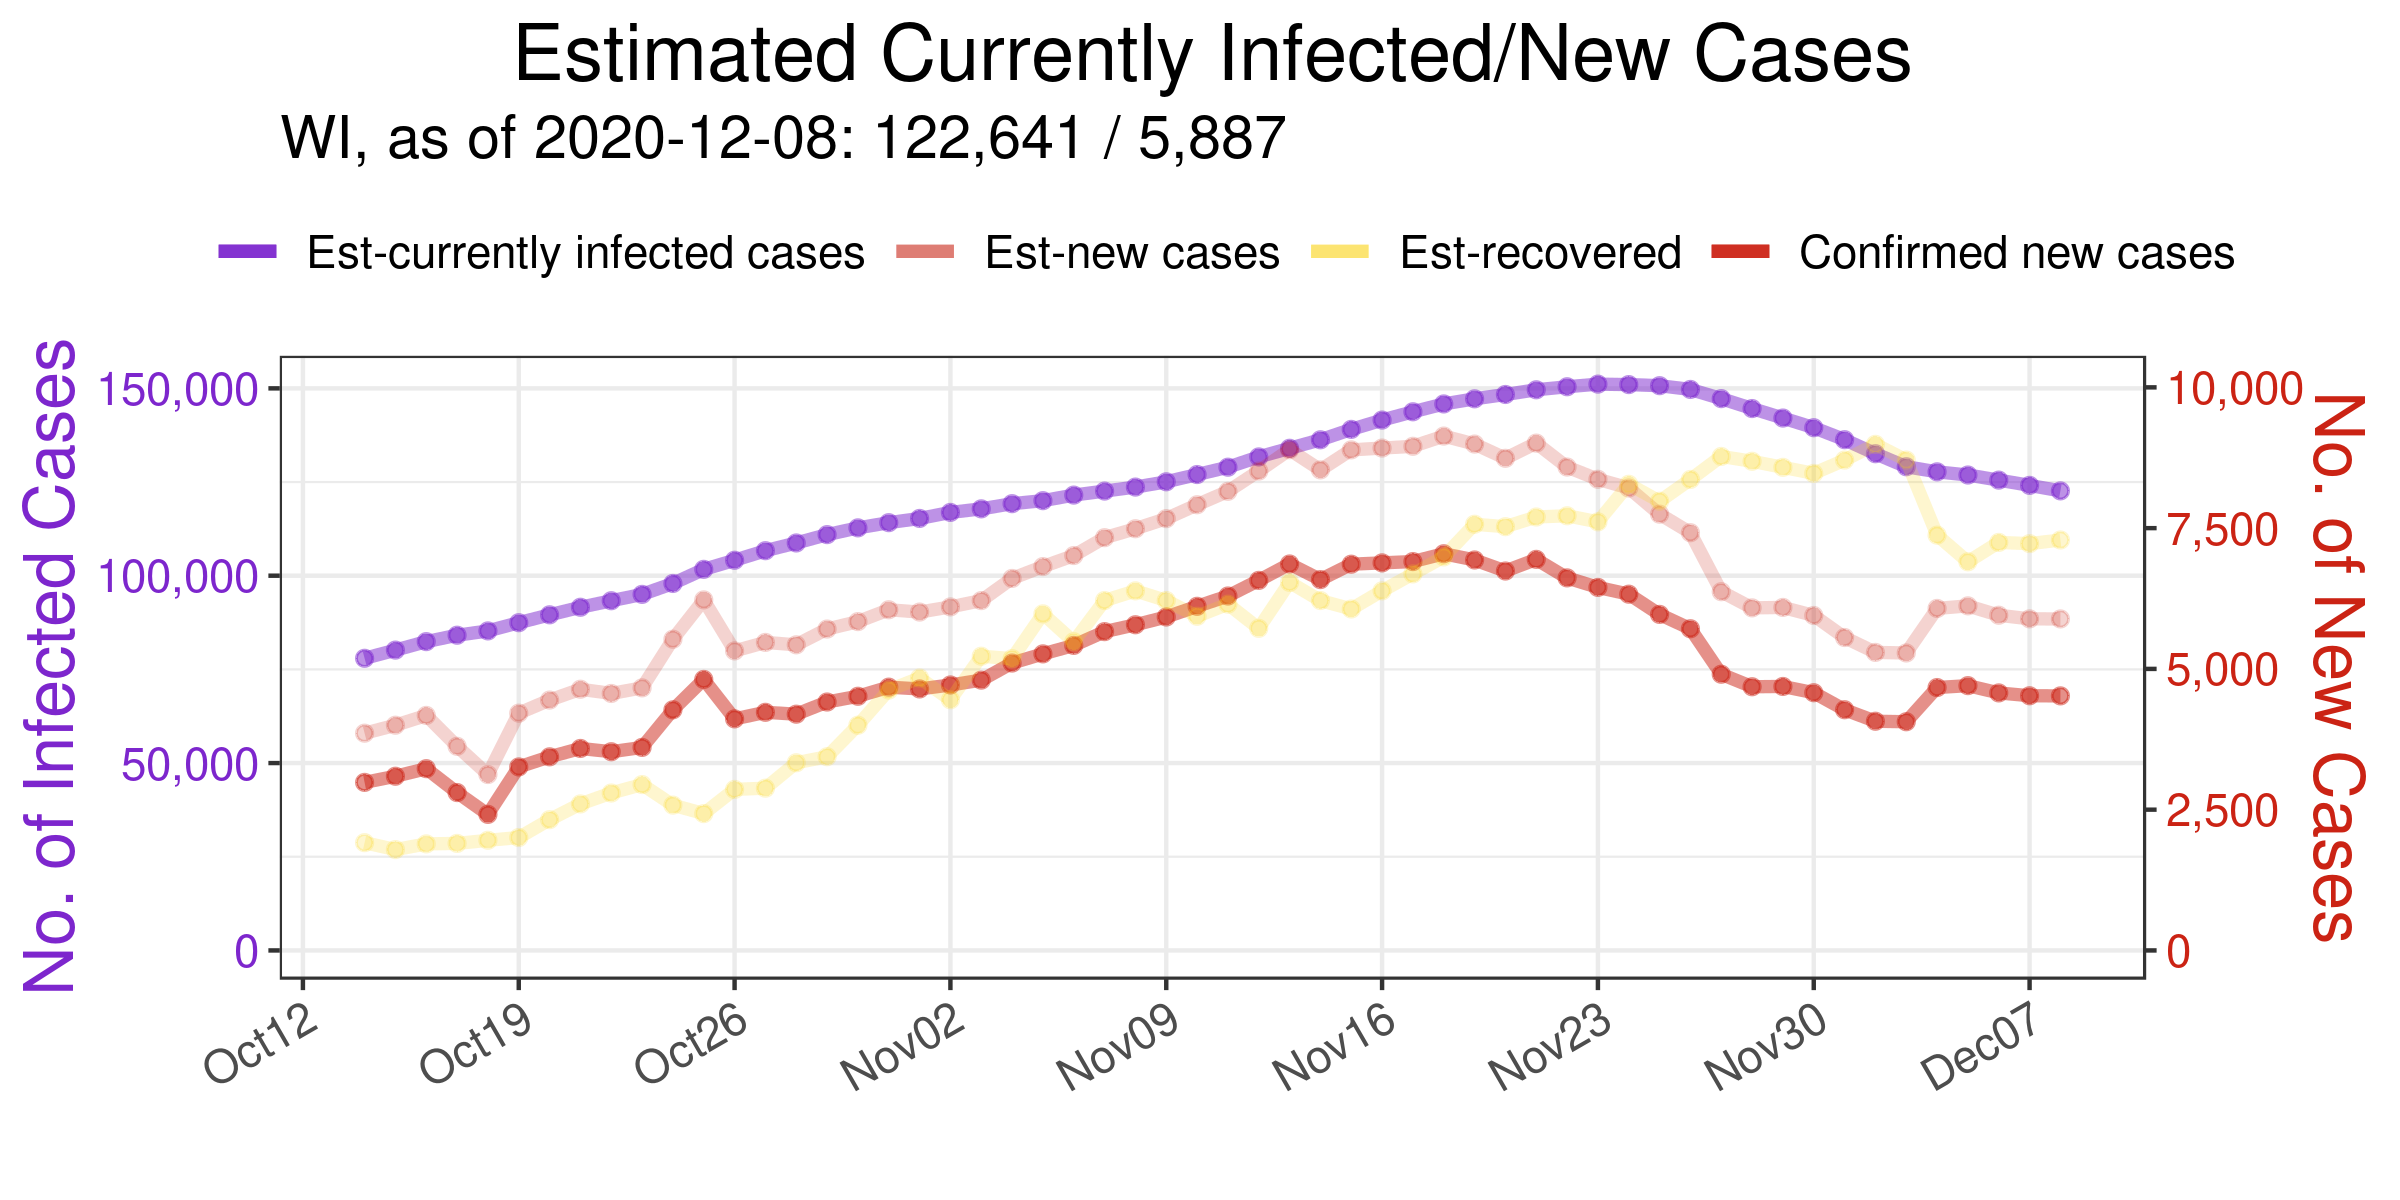 Estimated Currently Infected/New Cases
WI, as of 2020-12-08: 122,641 / 5,887
Est-currently infected cases Est-new cases Est-recovered Confirmed new cases
No. of Infected Cases
150,000
100,000
50,000
0
10,000
7,500
5,000
2,500
0
No. of New Cases
Oct12 Oct19 Oct26 Nov02 Nov09 Nov16 Nov23 Nov30 Dec07